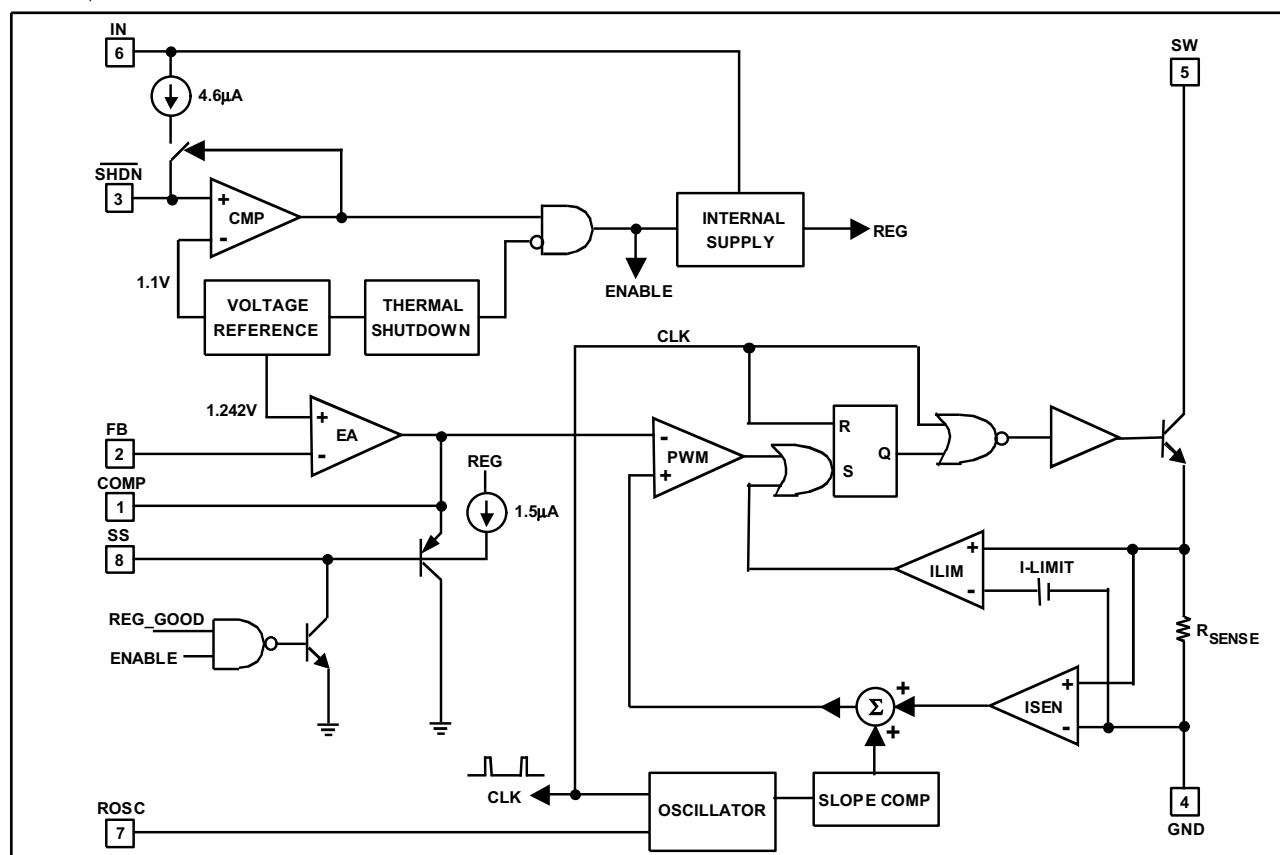 IN
6
SW
5
4.6µA
SHDN
3
+
CMP
-
INTERNAL
SUPPLY
REG
1.1V
ENABLE
VOLTAGE
REFERENCE
THERMAL
SHUTDOWN
CLK
1.242V
+
EA
-
FB
2
-
PWM
+
R
S
Q
REG
COMP
1
1.5µA
SS
8
+
ILIM
-
I-LIMIT
REG_GOOD
ENABLE
RSENSE
+
Σ
+
+
ISEN
-
CLK
OSCILLATOR
SLOPE COMP
ROSC
7
4
GND